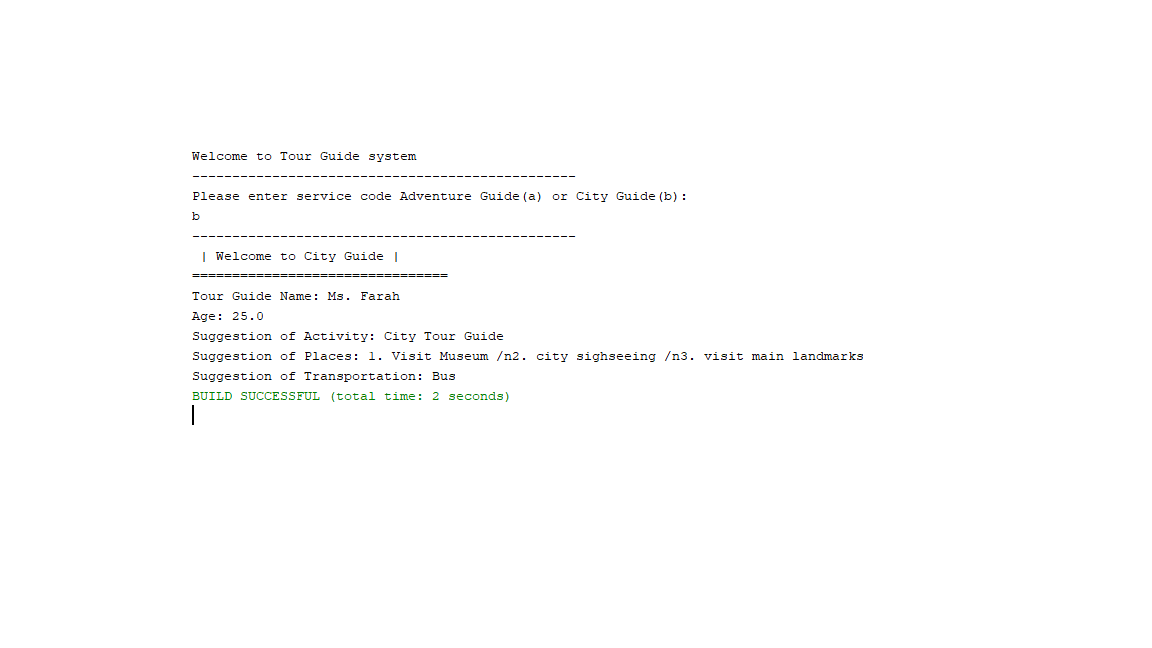 Welcome to Tour Guide system
------------------------------------------------
Please enter service code Adventure Guide(a) or City Guide(b):
b
------------------------------------------------
| Welcome to City Guide |
================================
Tour Guide Name: Ms. Farah
Age: 25.0
Suggestion of Activity: City Tour Guide
Suggestion of Places: 1. Visit Museum /n2. city sighseeing /n3. visit main landmarks
Suggestion of Transportation: Bus
BUILD SUCCESSFUL (total time: 2 seconds)